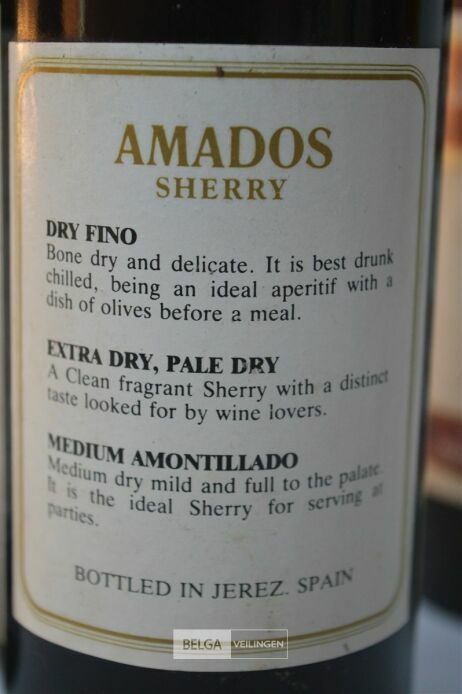 AMADOS
SHERRY
DRY FINO
Bone dry and delicate. It is best drunk
chilled, being an ideal aperitif with a
dish of olives before a meal.
EXTRA DRY, PALE DRY
A Clean fragrant Sherry with a distinct
taste looked for by wine lovers.
MEDIUM AMONTILLADO
Medium dry mild and full to the palate.
It is the ideal Sherry for serving at
parties.
BOTTLED IN JEREZ. SPAIN
BELGA VEILINGEN